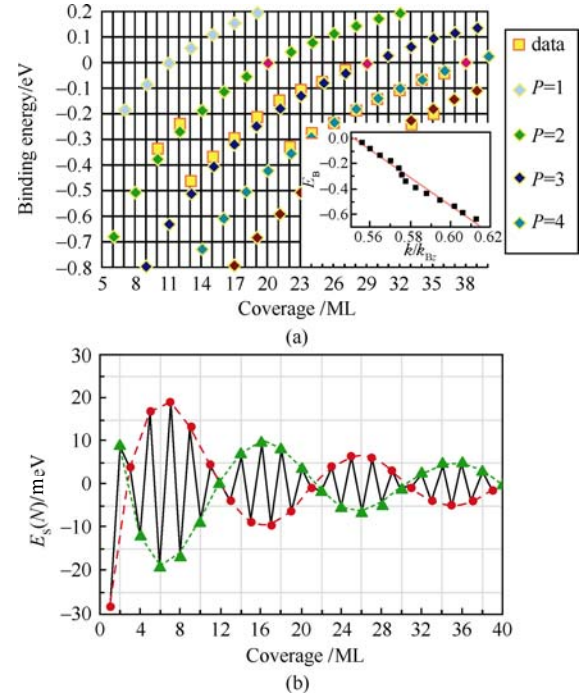 0.2
0.1
0
−0.1
−0.2
−0.3
−0.4
−0.5
−0.6
−0.7
−0.8
Binding energy/eV
0.0
−0.2
−0.4
−0.6
E_B
0.56 0.58 0.60 0.62
k/k_Bz
5 8 11 14 17 20 23 26 29 32 35 38
Coverage /ML
data
P=1
P=2
P=3
P=4
(a)
30
20
10
0
−10
−20
−30
E_s(N)/meV
0 4 8 12 16 20 24 28 32 36 40
Coverage /ML
(b)